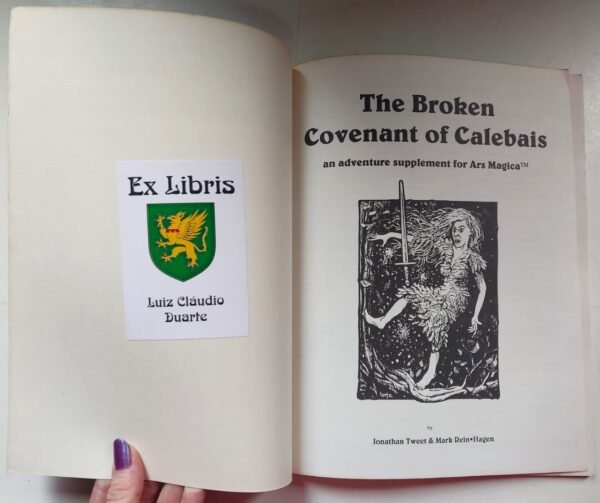 Ex Libris
Luiz Cláudio
Duarte
The Broken
Covenant of Calebais
an adventure supplement for Ars Magica™
by
Jonathan Tweet & Mark Rein•Hagen